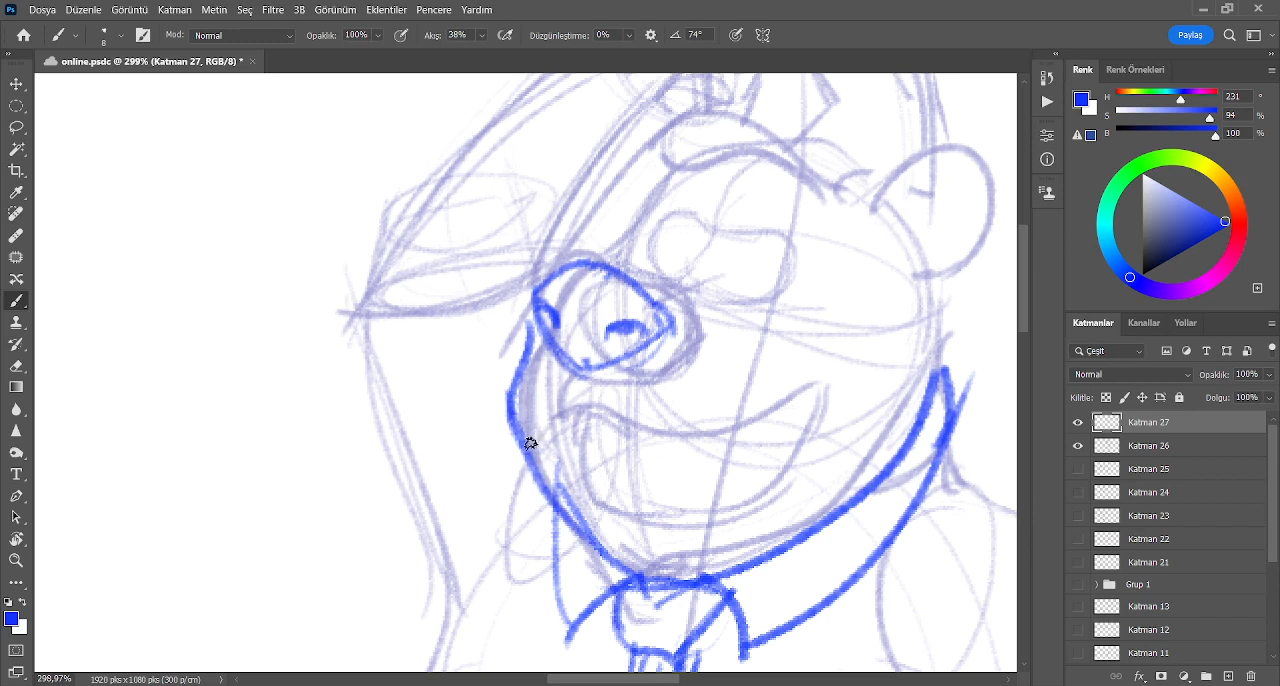 Ps Dosya Düzenle Görüntü Katman Metin Seç Filtre 3B Görünüm Eklentiler Pencere Yardım
8 Mod: Normal Opaklık: 100% Akış: 38% Düzgünleştirme: 0% 74° Paylaş
online.psdc @ 299% (Katman 27, RGB/8) * ×
Renk Renk Örnekleri
H 231 °
S 94 %
B 100 %
Katmanlar Kanallar Yollar
Çeşit
Normal Opaklık: 100%
Kilitle: Dolgu: 100%
Katman 27
Katman 26
Katman 25
Katman 24
Katman 23
Katman 22
Katman 21
Grup 1
Katman 13
Katman 12
Katman 11
298,97% 1920 pks x 1080 pks (300 p/cm)